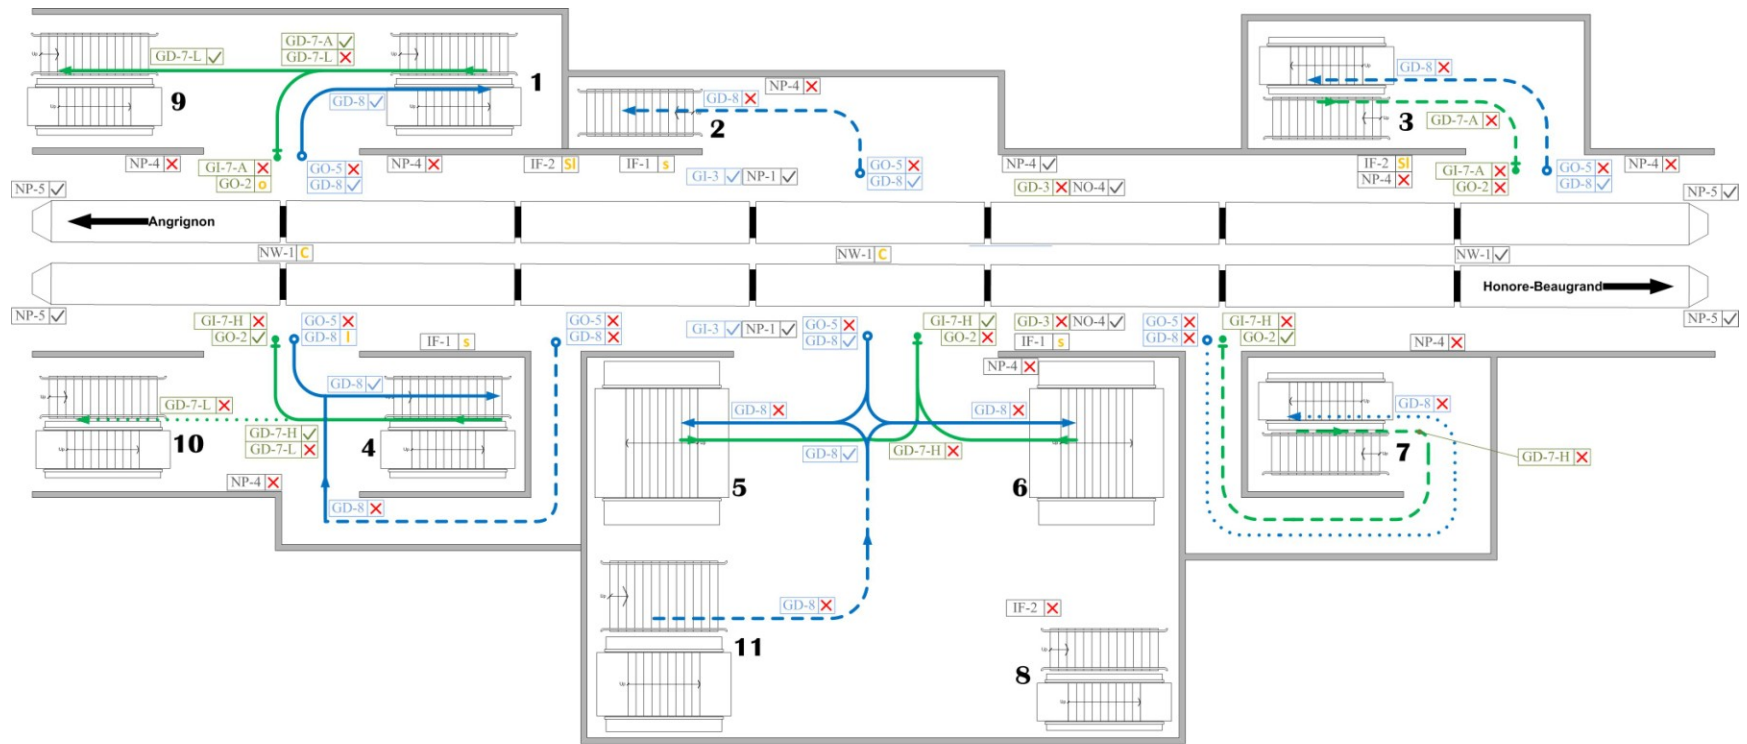 GD-7-A ✓
GD-7-L ✓
GD-7-L ✗
1
9
GD-8 ✓
NP-4 ✗
GD-8 ✗
2
GD-8 ✗
3
GD-7-A ✗
NP-4 ✗
GI-7-A ✗
GO-2 o
GO-5 ✗
GD-8 ✓
NP-4 ✗
IF-2 SI
IF-1 s
GI-3 ✓ NP-1 ✓
GO-5 ✗
GD-8 ✓
NP-4 ✓
GD-3 ✗ NO-4 ✓
IF-2 SI
NP-4 ✗
GI-7-A ✗
GO-2 ✗
GO-5 ✗
GD-8 ✓
NP-4 ✗
NP-5 ✓
NP-5 ✓
Angrignon
NW-1 C
NW-1 C
NW-1 ✓
Honore-Beaugrand
NP-5 ✓
NP-5 ✓
GI-7-H ✗
GO-2 ✓
GO-5 ✗
GD-8 I
IF-1 s
GO-5 ✗
GD-8 ✗
GI-3 ✓ NP-1 ✓
GO-5 ✗
GD-8 ✓
GI-7-H ✓
GO-2 ✗
GD-3 ✗ NO-4 ✓
IF-1 s
NP-4 ✗
GO-5 ✗
GD-8 ✗
GI-7-H ✗
GO-2 ✓
NP-4 ✗
GD-8 ✓
GD-7-L ✗
GD-7-H ✓
GD-7-L ✗
10
4
NP-4 ✗
GD-8 ✗
GD-8 ✗
GD-8 ✗
GD-8 ✓
GD-7-H ✗
5
6
GD-8 ✗
7
GD-7-H ✗
GD-8 ✗
IF-2 ✗
11
8